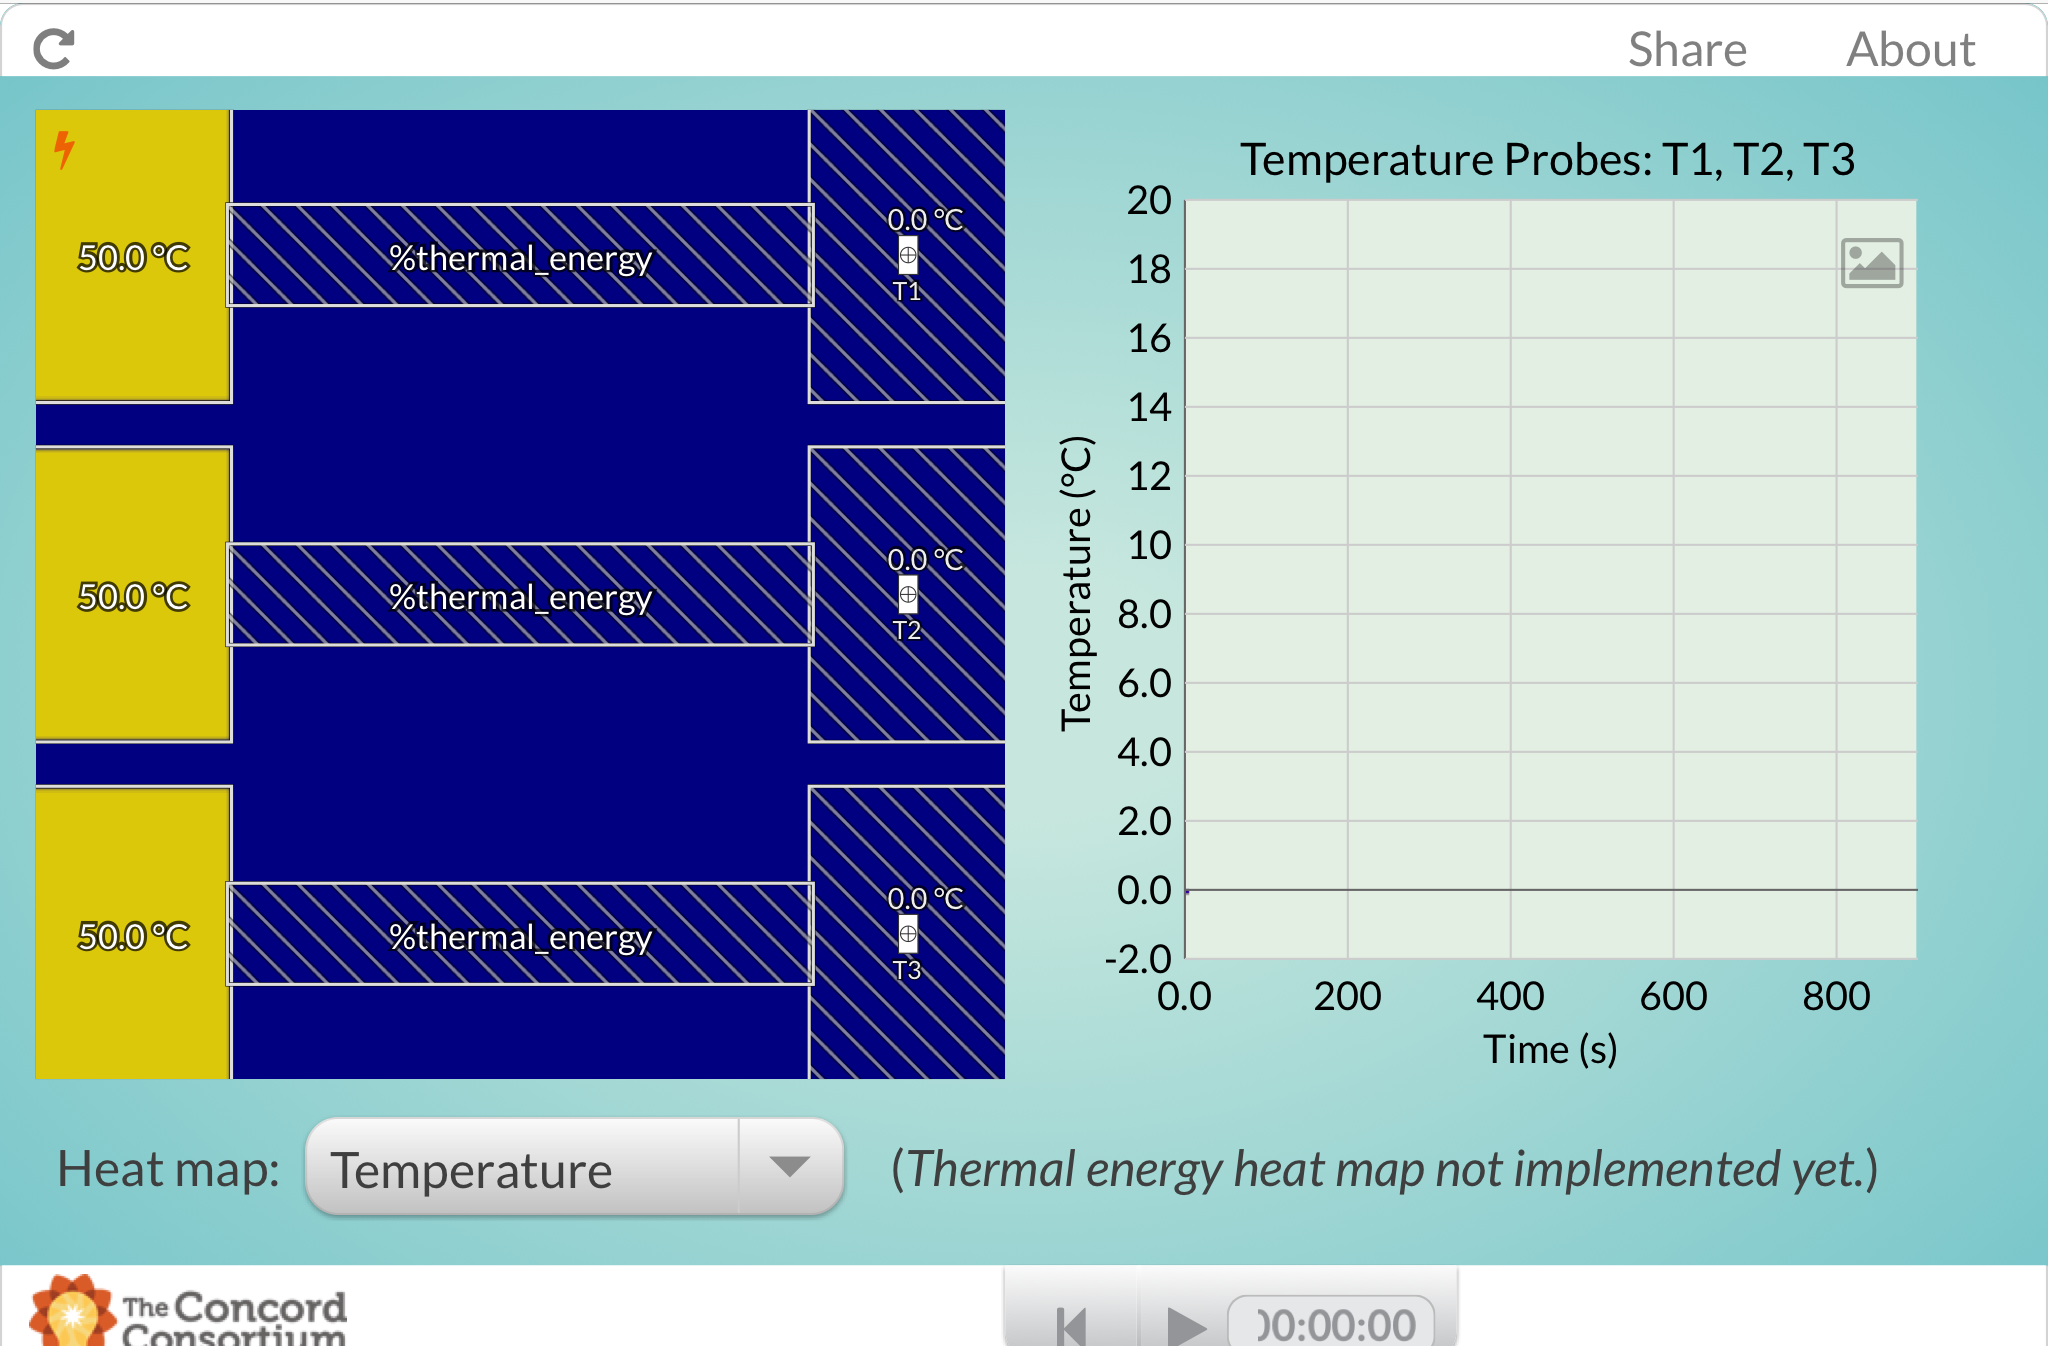 Share About
50.0 °C
%thermal_energy
0.0 °C
T1
50.0 °C
%thermal_energy
0.0 °C
T2
50.0 °C
%thermal_energy
0.0 °C
T3
Temperature Probes: T1, T2, T3
Temperature (°C)
20
18
16
14
12
10
8.0
6.0
4.0
2.0
0.0
-2.0
0.0 200 400 600 800
Time (s)
Heat map: Temperature (Thermal energy heat map not implemented yet.)
The Concord
Consortium
00:00:00